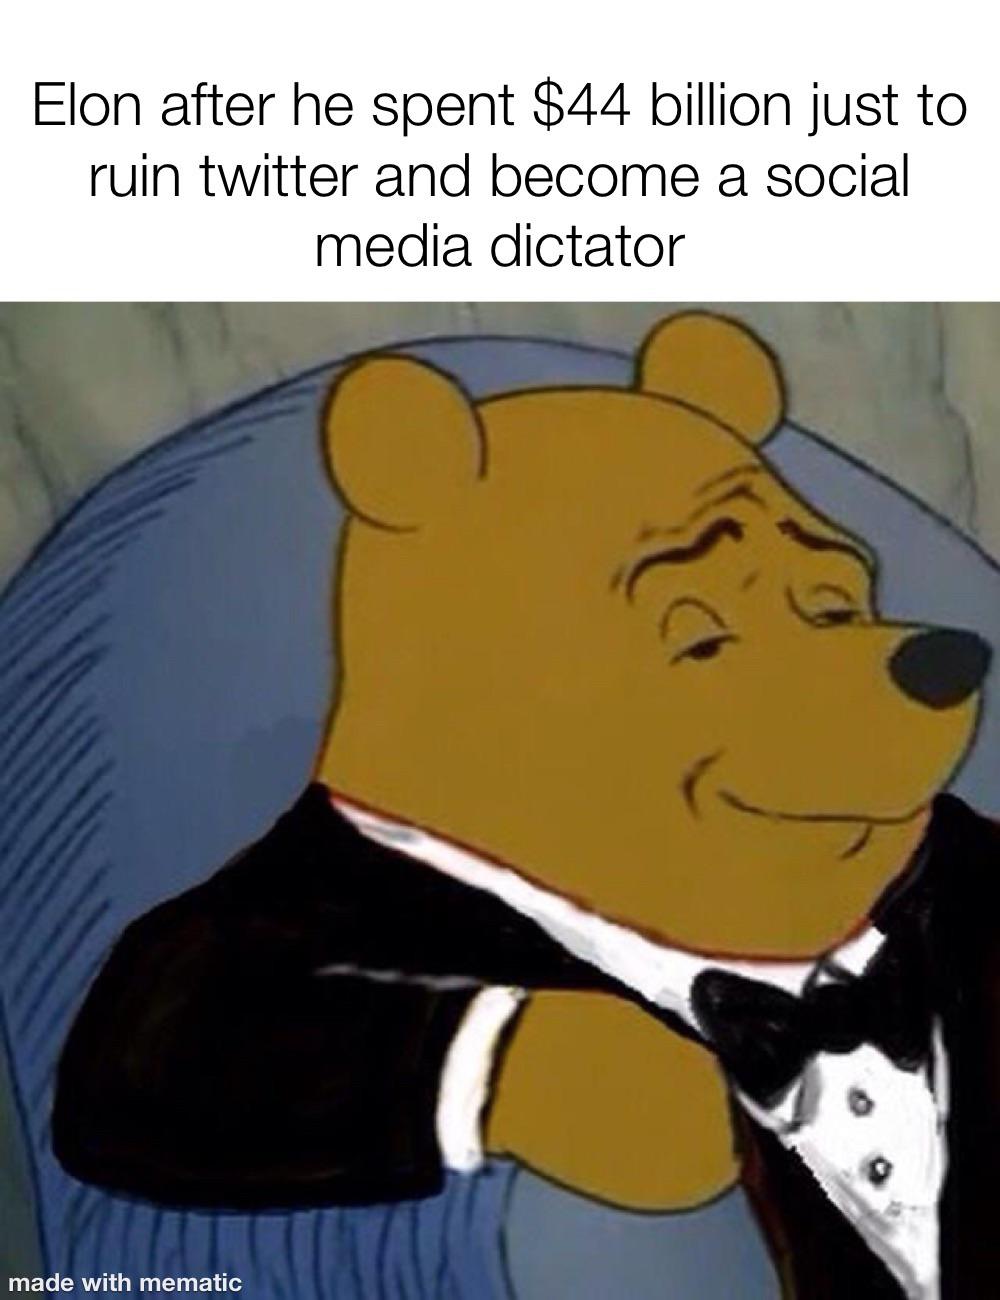 Elon after he spent $44 billion just to
ruin twitter and become a social
media dictator
made with mematic